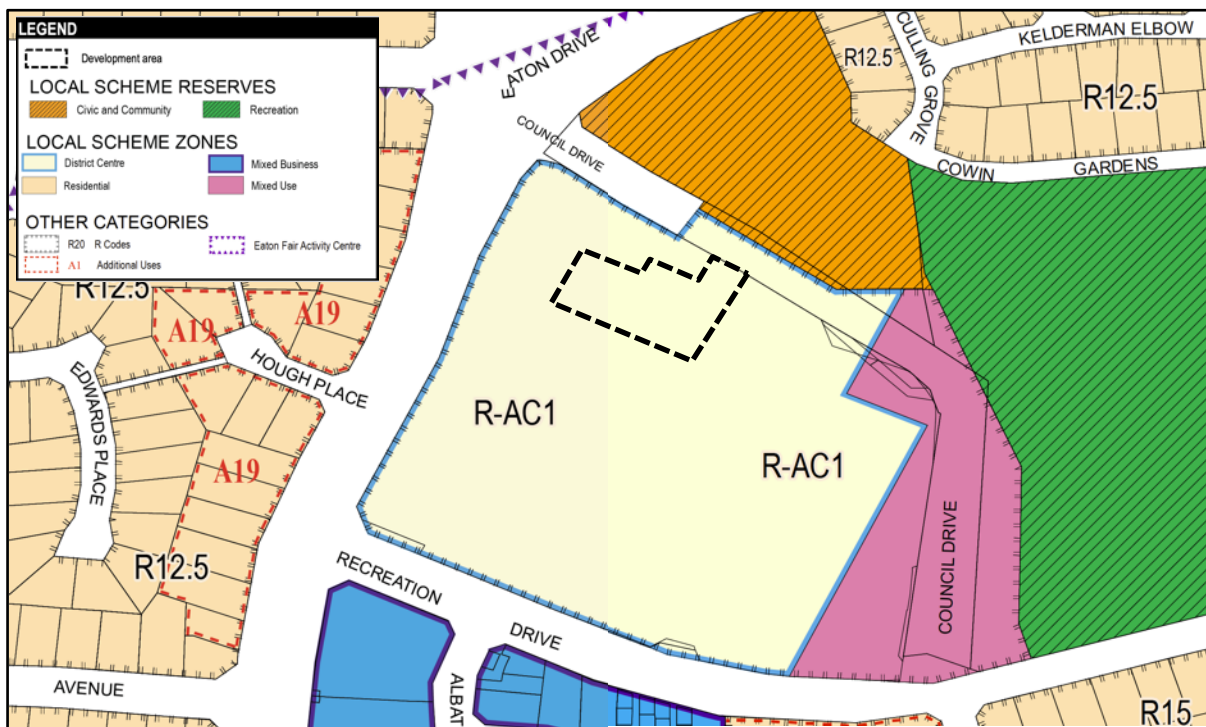 LEGEND
Development area
LOCAL SCHEME RESERVES
Civic and Community
Recreation
LOCAL SCHEME ZONES
District Centre
Mixed Business
Residential
Mixed Use
OTHER CATEGORIES
R20 R Codes
Eaton Fair Activity Centre
A1 Additional Uses
EATON DRIVE
COUNCIL DRIVE
CULLING GROVE
KELDERMAN ELBOW
R12.5
R12.5
COWIN
GARDENS
R12.5
A19
A19
HOUGH PLACE
EDWARDS PLACE
A19
R12.5
R-AC1
R-AC1
COUNCIL DRIVE
RECREATION
DRIVE
AVENUE
ALBAT
R15